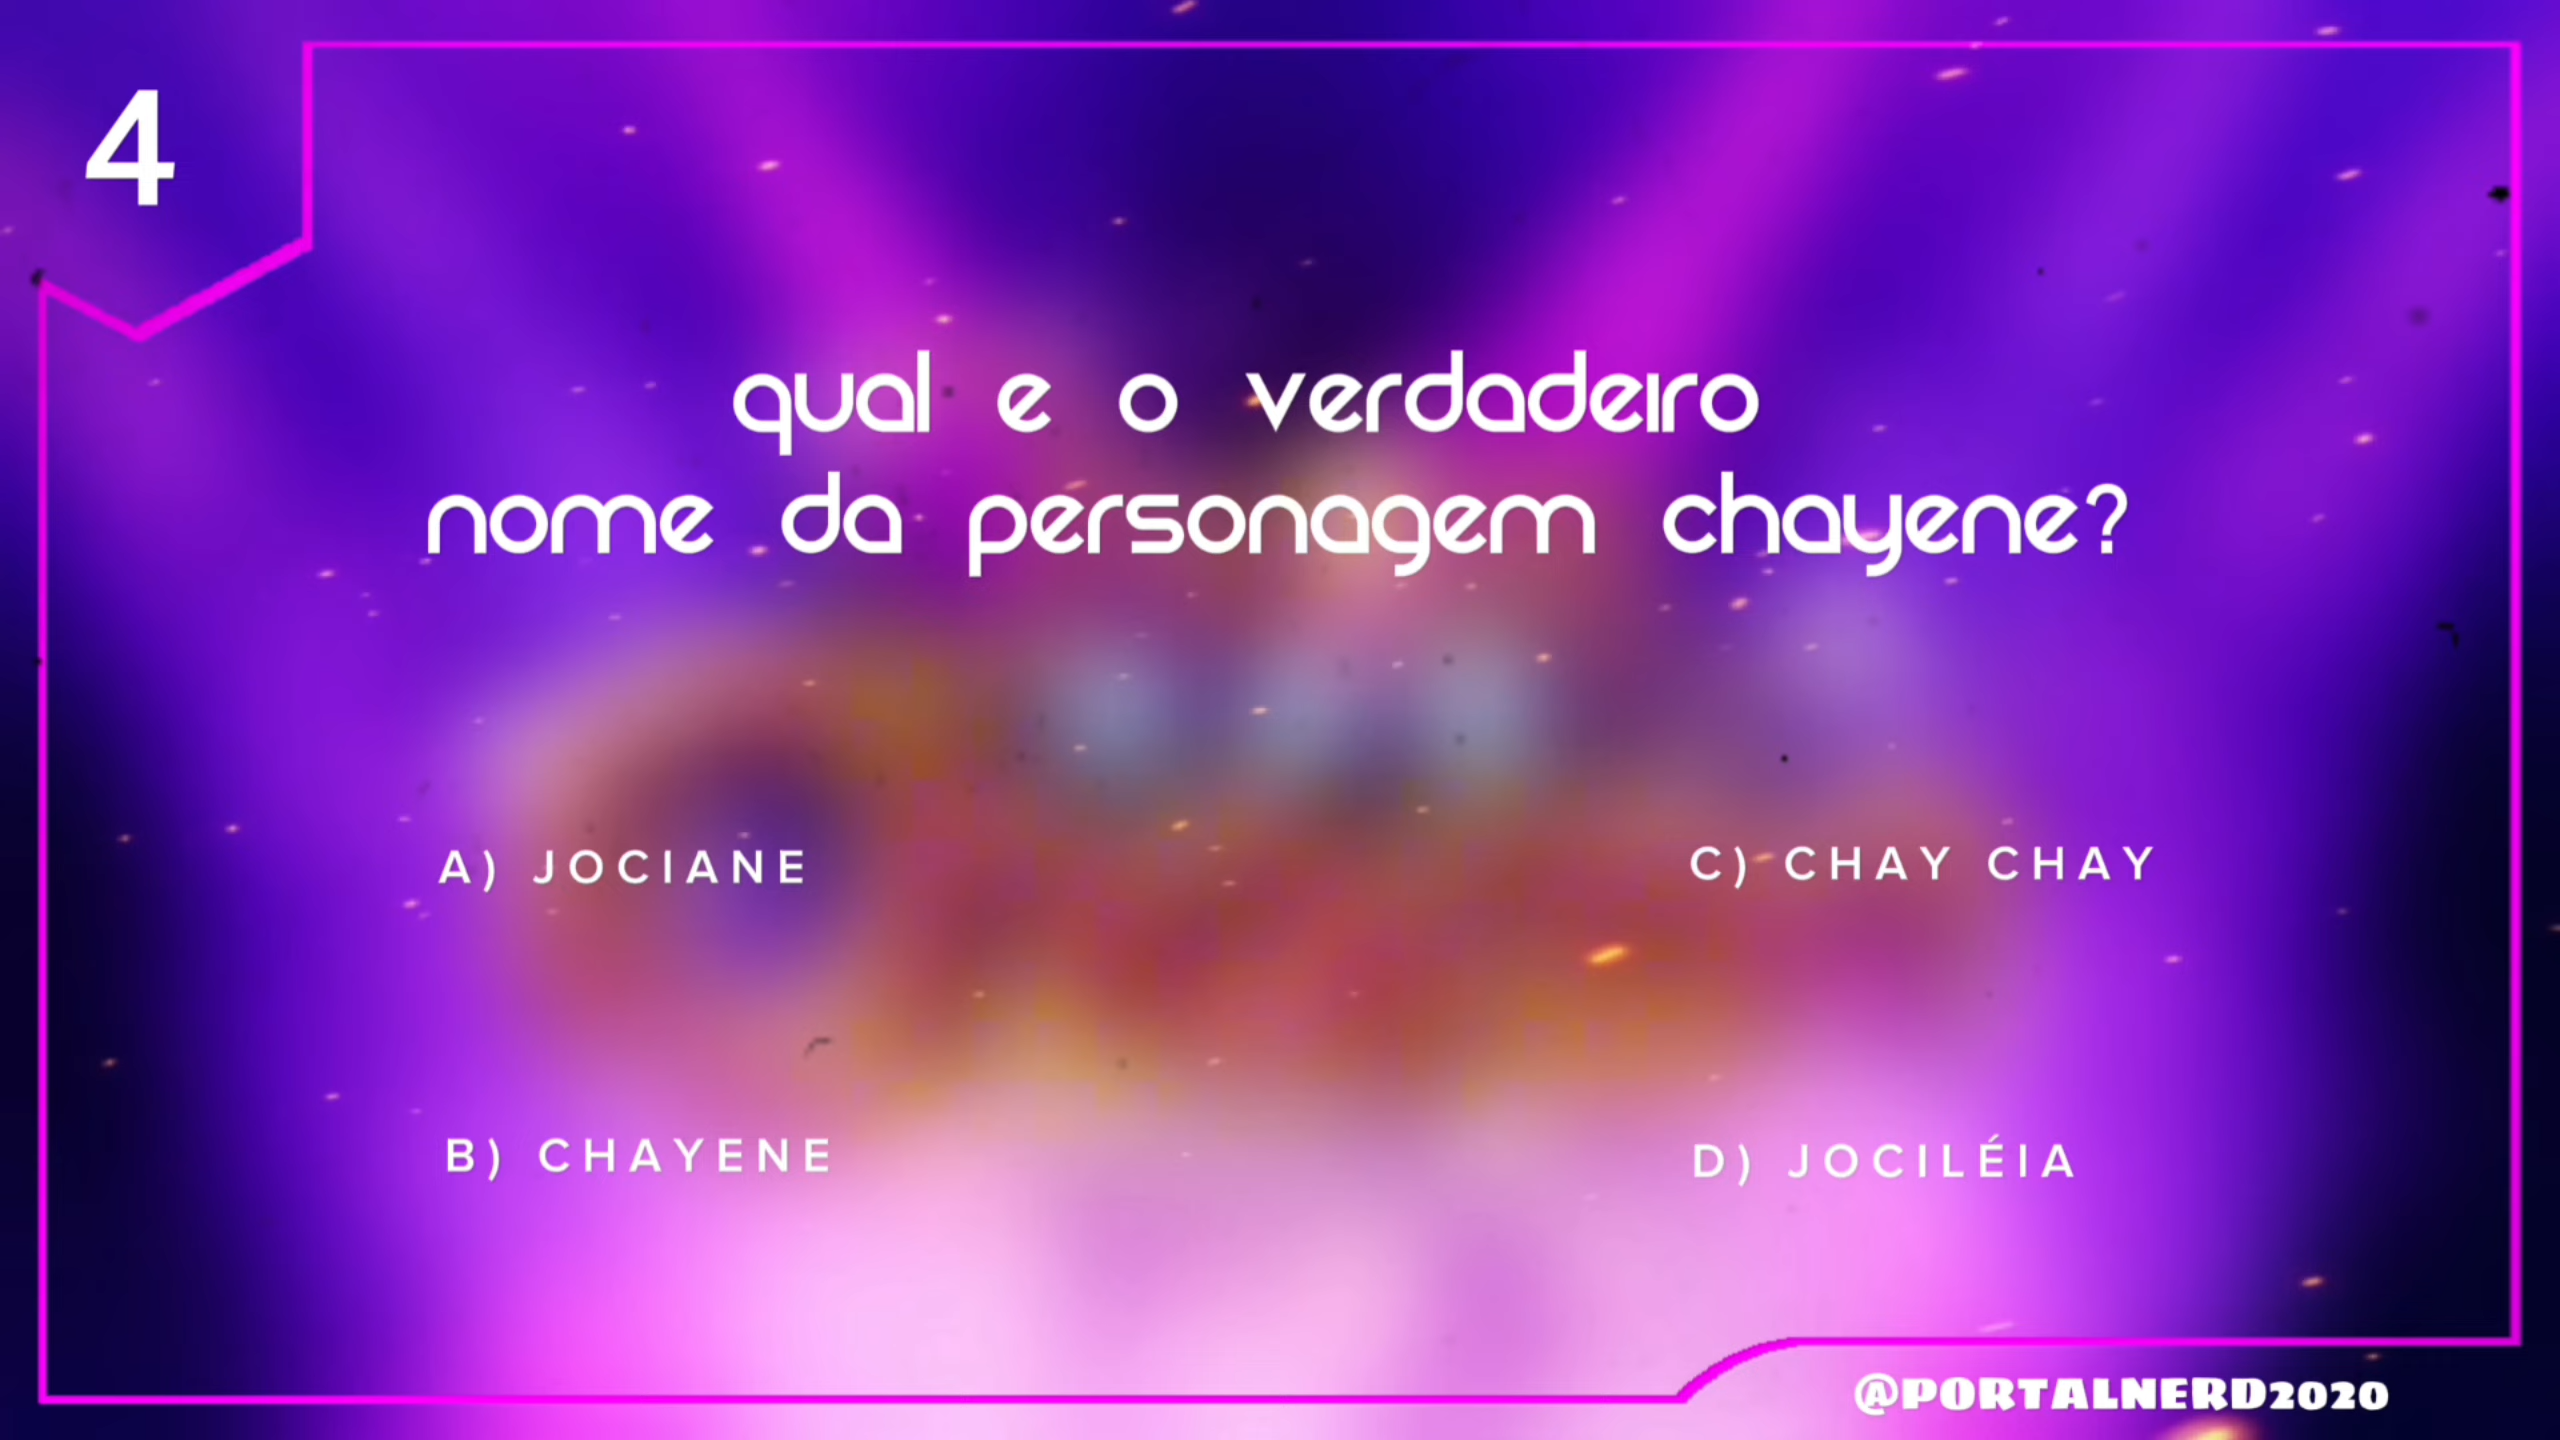 4
qual e o verdadeiro
nome da personagem chayene?
A) JOCIANE
C) CHAY CHAY
B) CHAYENE
D) JOCILÉIA
@PORTALNERD2020